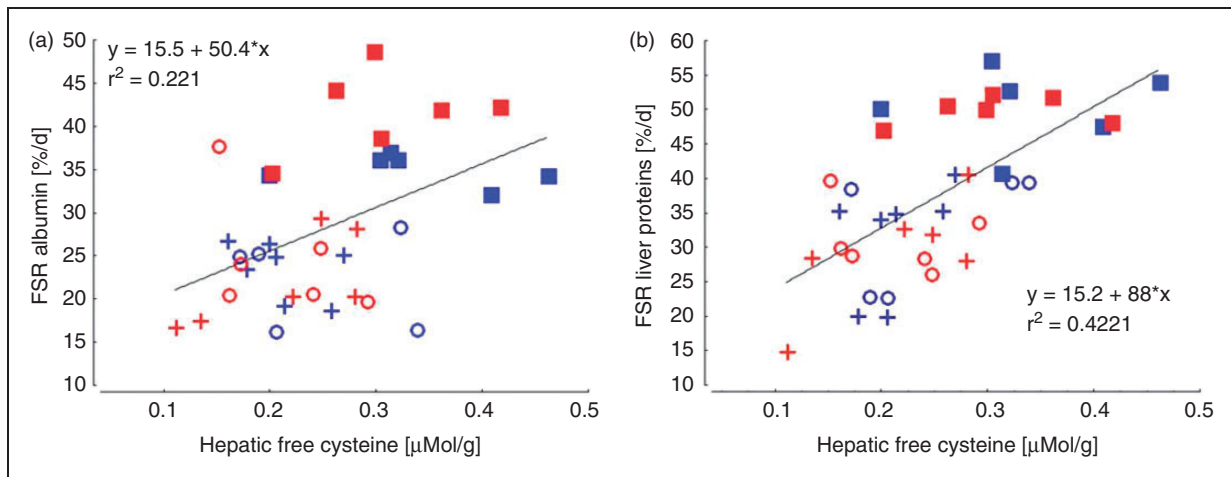 (a)
y = 15.5 + 50.4*x
r² = 0.221
FSR albumin [%/d]
50
45
40
35
30
25
20
15
10
0.1 0.2 0.3 0.4 0.5
Hepatic free cysteine [μMol/g]
(b)
FSR liver proteins [%/d]
60
55
50
45
40
35
30
25
20
15
10
y = 15.2 + 88*x
r² = 0.4221
0.1 0.2 0.3 0.4 0.5
Hepatic free cysteine [μMol/g]